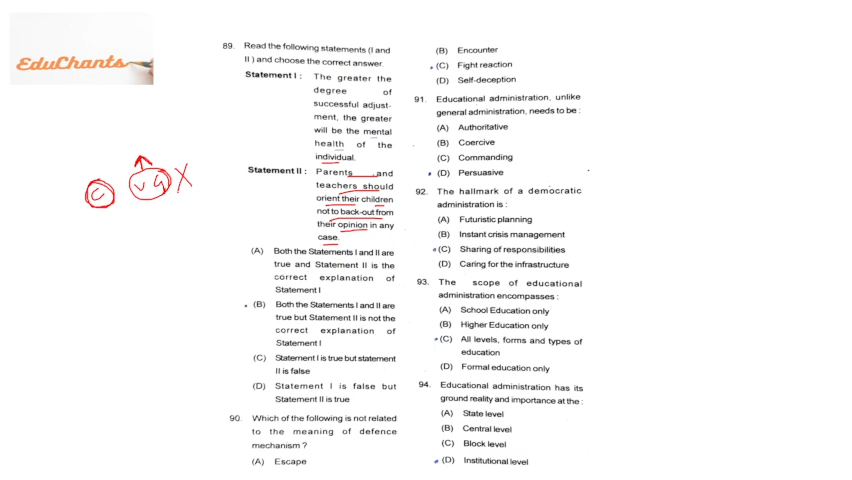 EduChants
89. Read the following statements (I and
II ) and choose the correct answer.
Statement I : The greater the
degree of
successful adjust-
ment, the greater
will be the mental
health of the
individual.
Statement II : Parents and
teachers should
orient their children
not to back-out from
their opinion in any
case.
(A) Both the Statements I and II are
true and Statement II is the
correct explanation of
Statement I
(B) Both the Statements I and II are
true but Statement II is not the
correct explanation of
Statement I
(C) Statement I is true but statement
II is false
(D) Statement I is false but
Statement II is true
90. Which of the following is not related
to the meaning of defence
mechanism ?
(A) Escape
(B) Encounter
(C) Fight reaction
(D) Self-deception
91. Educational administration, unlike
general administration, needs to be :
(A) Authoritative
(B) Coercive
(C) Commanding
(D) Persuasive
92. The hallmark of a democratic
administration is :
(A) Futuristic planning
(B) Instant crisis management
(C) Sharing of responsibilities
(D) Caring for the infrastructure
93. The scope of educational
administration encompasses :
(A) School Education only
(B) Higher Education only
(C) All levels, forms and types of
education
(D) Formal education only
94. Educational administration has its
ground reality and importance at the :
(A) State level
(B) Central level
(C) Block level
(D) Institutional level